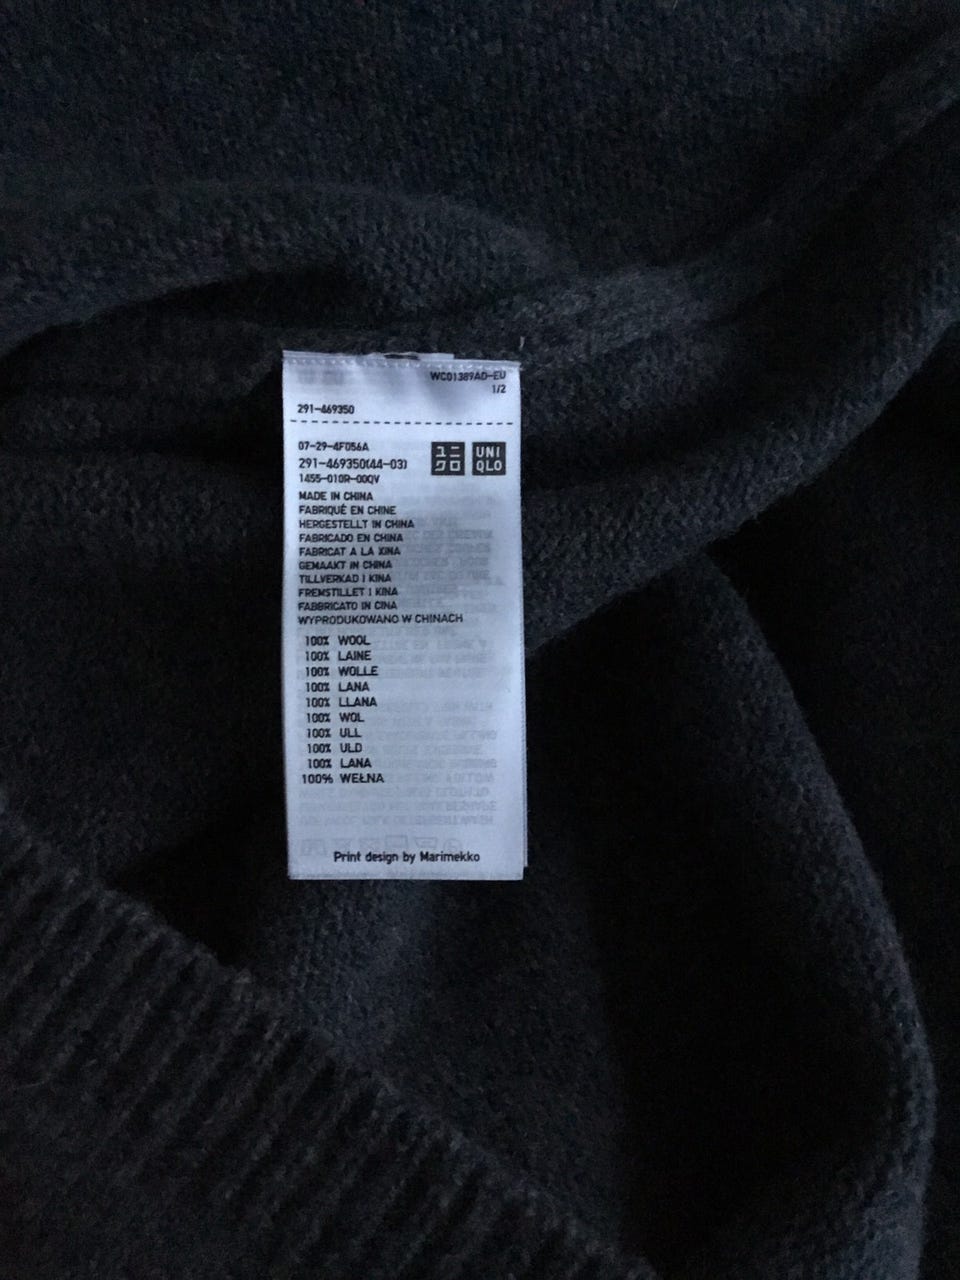 WC01389AD-EU
1/2
291-469350
07-29-4F056A
291-469350(44-03)
1455-010R-00QV
ユニ
クロ
UNI
QLO
MADE IN CHINA
FABRIQUÉ EN CHINE
HERGESTELLT IN CHINA
FABRICADO EN CHINA
FABRICAT A LA XINA
GEMAAKT IN CHINA
TILLVERKAD I KINA
FREMSTILLET I KINA
FABBRICATO IN CINA
WYPRODUKOWANO W CHINACH
100% WOOL
100% LAINE
100% WOLLE
100% LANA
100% LLANA
100% WOL
100% ULL
100% ULD
100% LANA
100% WEŁNA
Print design by Marimekko